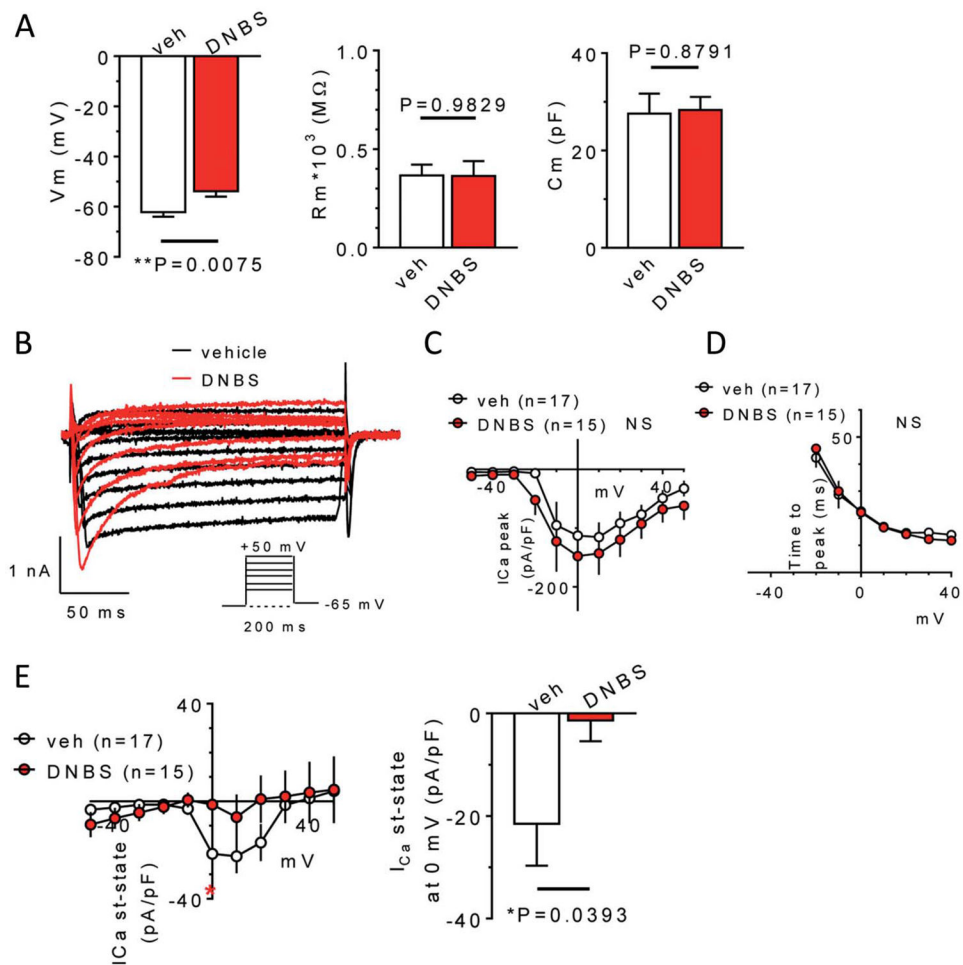 A
veh
DNBS
0
-20
-40
-60
-80
Vm (mV)
**P=0.0075
Rm*10³ (MΩ)
1.0
0.5
0.0
P=0.9829
veh
DNBS
Cm (pF)
40
20
0
P=0.8791
veh
DNBS
B
vehicle
DNBS
1 nA
50 ms
+50 mV
-65 mV
200 ms
C
veh (n=17)
DNBS (n=15)
NS
-40
mV
40
ICa peak
(pA/pF)
-200
D
veh (n=17)
DNBS (n=15)
NS
50
Time to
peak (ms)
-40
0
40
mV
E
veh (n=17)
DNBS (n=15)
40
-40
40
mV
ICa st-state
(pA/pF)
-40
*
veh
DNBS
0
-20
-40
ICa st-state
at 0 mV (pA/pF)
*P=0.0393